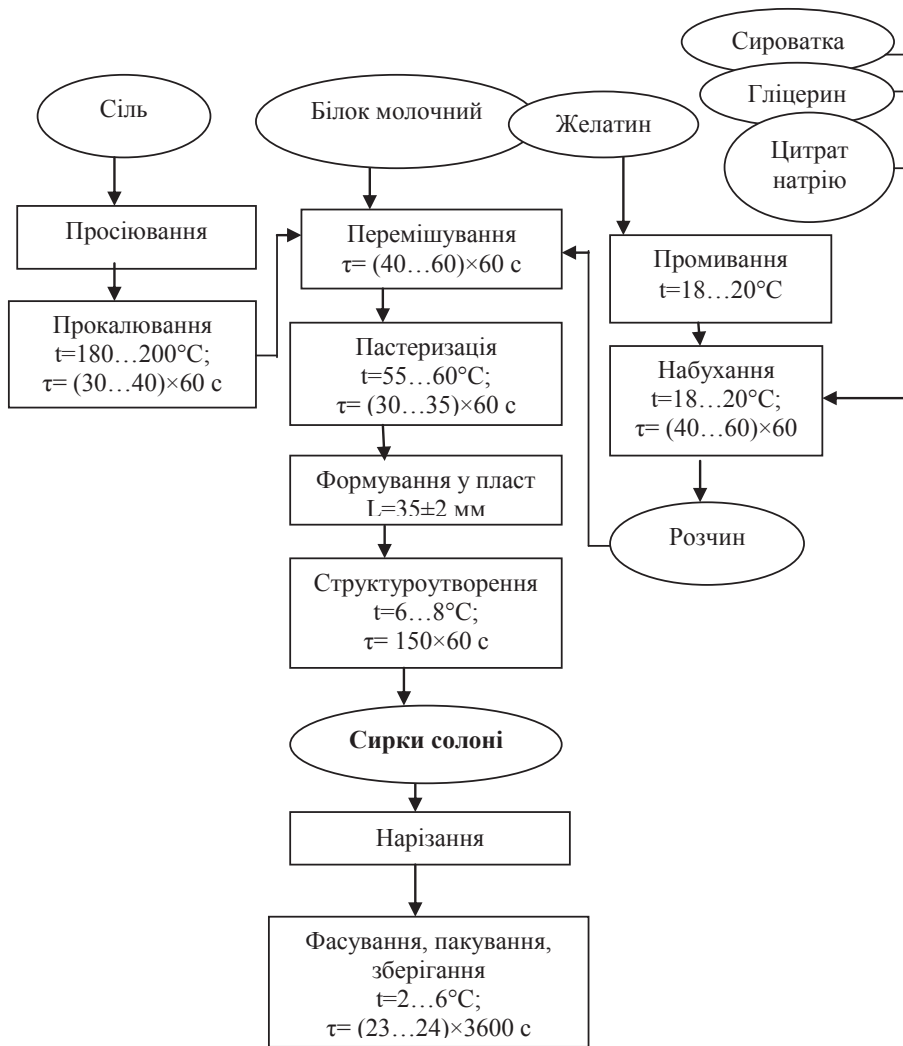 Сироватка
Гліцерин
Цитрат
натрію
Сіль
Білок молочний
Желатин
Просіювання
Перемішування
τ= (40…60)×60 с
Промивання
t=18…20°С
Прокалювання
t=180…200°С;
τ= (30…40)×60 с
Пастеризація
t=55…60°С;
τ= (30…35)×60 с
Набухання
t=18…20°С;
τ= (40…60)×60
Формування у пласт
L=35±2 мм
Розчин
Структуроутворення
t=6…8°С;
τ= 150×60 с
Сирки солоні
Нарізання
Фасування, пакування,
зберігання
t=2…6°С;
τ= (23…24)×3600 с